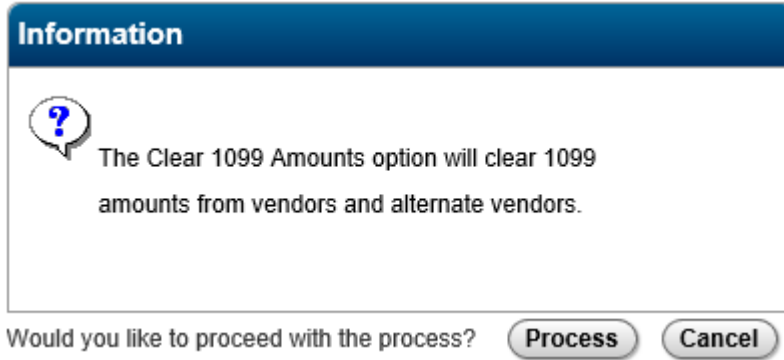 Information
?
The Clear 1099 Amounts option will clear 1099
amounts from vendors and alternate vendors.
Would you like to proceed with the process? Process Cancel